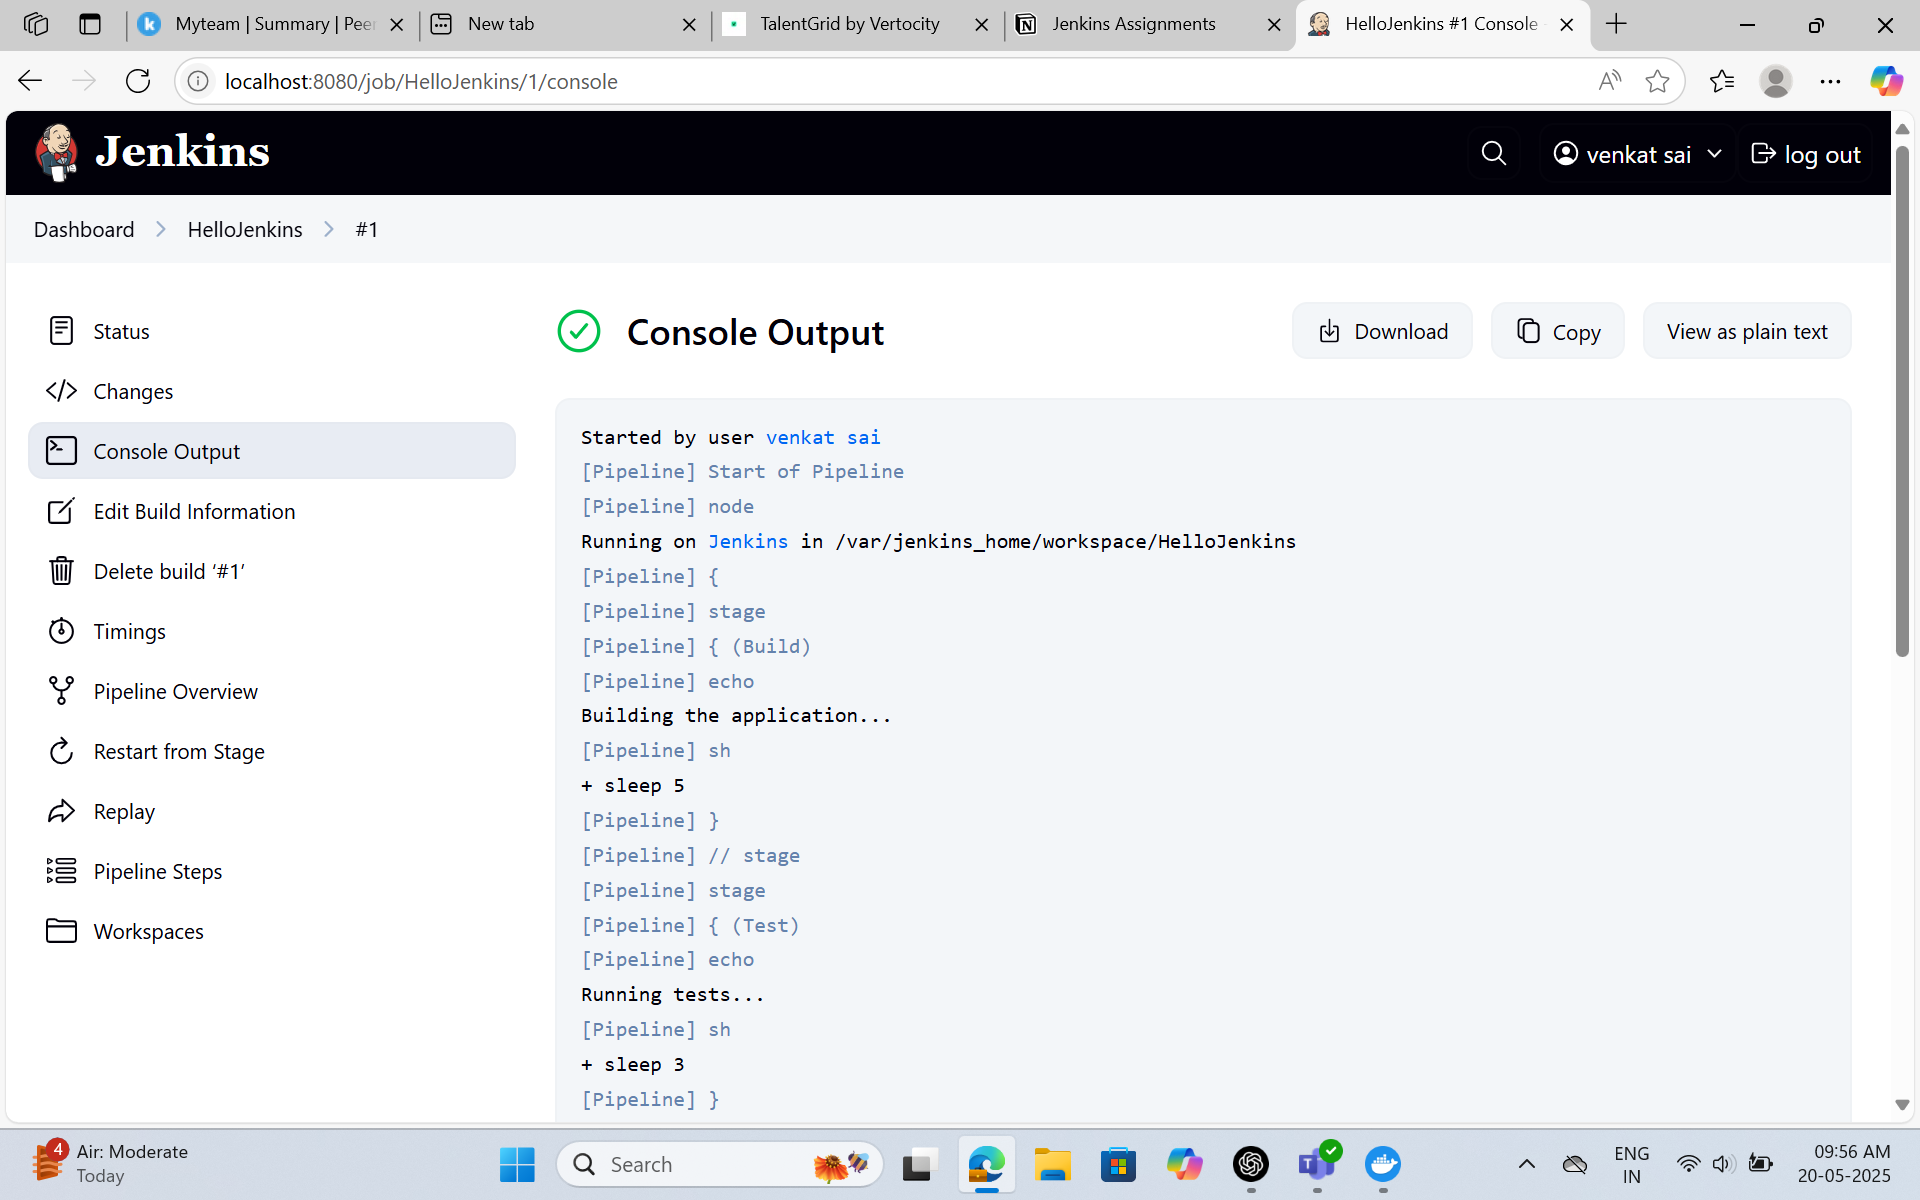 Myteam | Summary | Peer
New tab
TalentGrid by Vertocity
Jenkins Assignments
HelloJenkins #1 Console -
localhost:8080/job/HelloJenkins/1/console
Jenkins
venkat sai
log out
Dashboard > HelloJenkins > #1
Status
Changes
Console Output
Edit Build Information
Delete build ‘#1’
Timings
Pipeline Overview
Restart from Stage
Replay
Pipeline Steps
Workspaces
Console Output
Download
Copy
View as plain text
Started by user venkat sai
[Pipeline] Start of Pipeline
[Pipeline] node
Running on Jenkins in /var/jenkins_home/workspace/HelloJenkins
[Pipeline] {
[Pipeline] stage
[Pipeline] { (Build)
[Pipeline] echo
Building the application...
[Pipeline] sh
+ sleep 5
[Pipeline] }
[Pipeline] // stage
[Pipeline] stage
[Pipeline] { (Test)
[Pipeline] echo
Running tests...
[Pipeline] sh
+ sleep 3
[Pipeline] }
4
Air: Moderate
Today
Search
ENG
IN
09:56 AM
20-05-2025